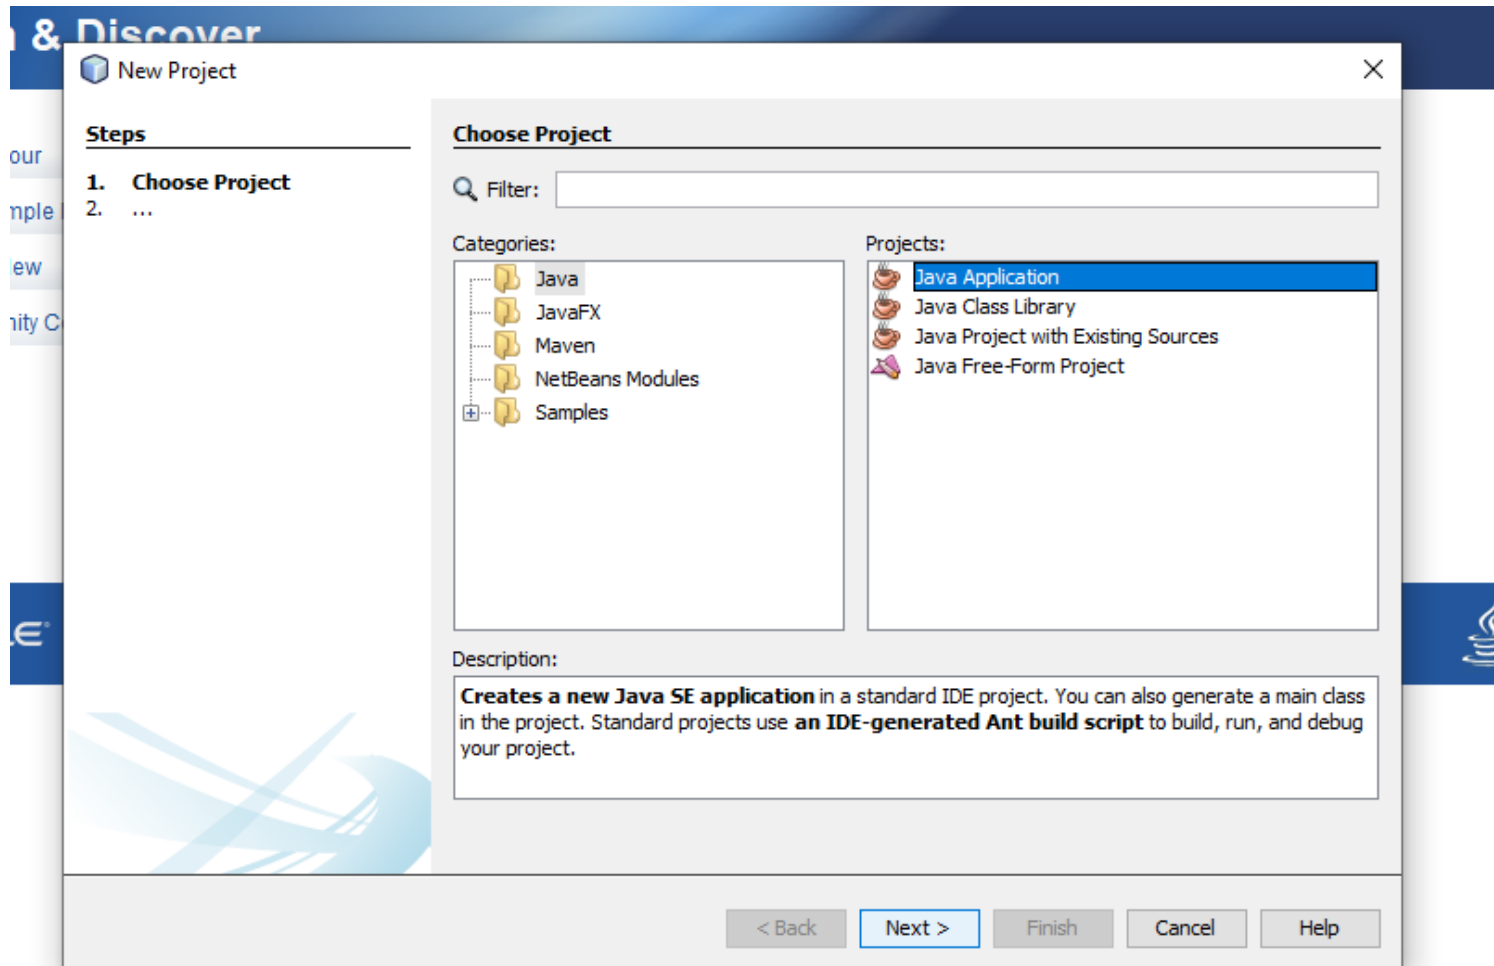 & Discover
New Project
our
mple
ew
nity C
Steps
1. Choose Project
2. ...
Choose Project
Filter:
Categories:
Java
JavaFX
Maven
NetBeans Modules
Samples
Projects:
Java Application
Java Class Library
Java Project with Existing Sources
Java Free-Form Project
Description:
Creates a new Java SE application in a standard IDE project. You can also generate a main class
in the project. Standard projects use an IDE-generated Ant build script to build, run, and debug
your project.
< Back
Next >
Finish
Cancel
Help